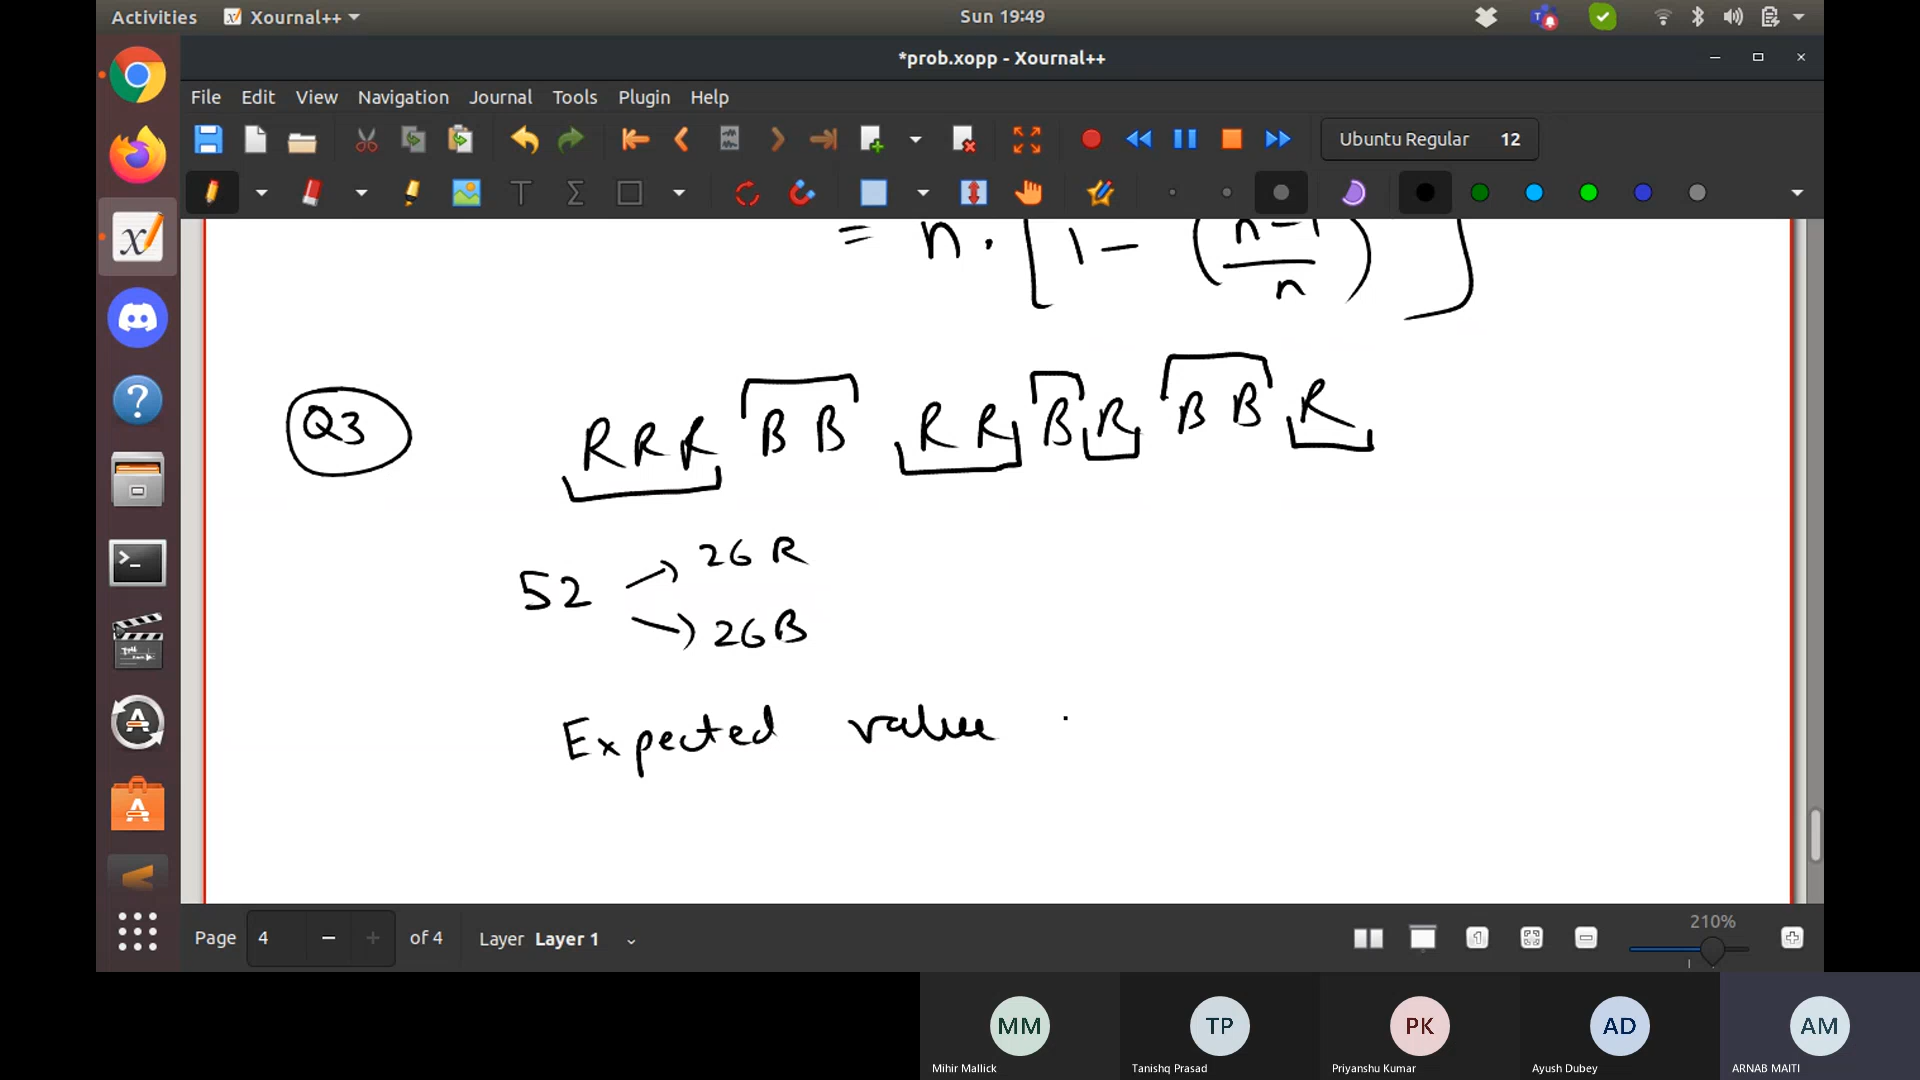 Activities Xournal++ Sun 19:49
*prob.xopp - Xournal++
File Edit View Navigation Journal Tools Plugin Help
Ubuntu Regular 12
= n. [1 - (n-1/n)]
Q3 RRR BB RR B R BB R
52 → 26 R
→ 26 B
Expected value .
Page 4 of 4 Layer Layer 1 210%
MM TP PK AD AM
Mihir Mallick Tanishq Prasad Priyanshu Kumar Ayush Dubey ARNAB MAITI